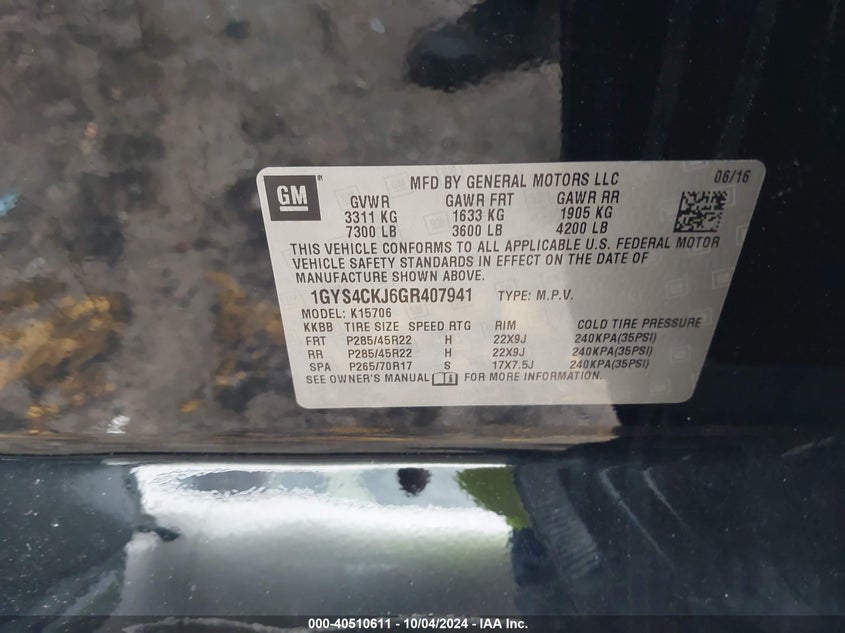 GM
MFD BY GENERAL MOTORS LLC 06/16
GVWR GAWR FRT GAWR RR
3311 KG 1633 KG 1905 KG
7300 LB 3600 LB 4200 LB
THIS VEHICLE CONFORMS TO ALL APPLICABLE U.S. FEDERAL MOTOR
VEHICLE SAFETY STANDARDS IN EFFECT ON THE DATE OF
MANUFACTURE SHOWN ABOVE.
1GYS4CKJ6GR407941 TYPE: M.P.V.
MODEL: K15706
KKBB TIRE SIZE SPEED RTG RIM COLD TIRE PRESSURE
FRT P285/45R22 H 22X9J 240KPA(35PSI)
RR P285/45R22 H 22X9J 240KPA(35PSI)
SPA P265/70R17 S 17X7.5J 240KPA(35PSI)
SEE OWNER'S MANUAL FOR MORE INFORMATION.
000-40510611 - 10/04/2024 - IAA Inc.